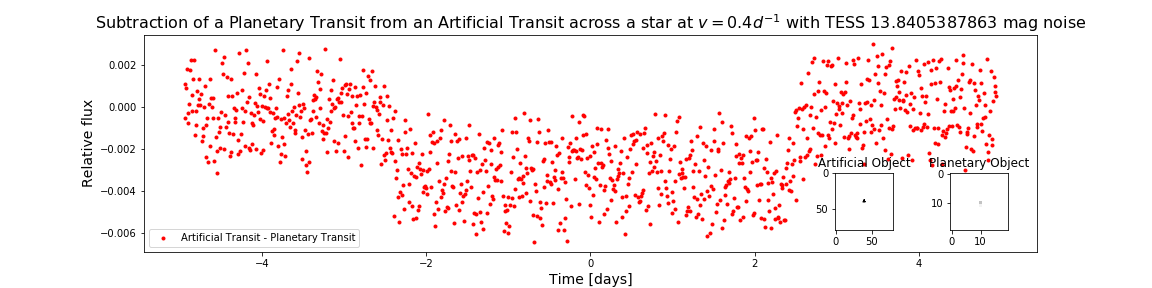 Subtraction of a Planetary Transit from an Artificial Transit across a star at v = 0.4d⁻¹ with TESS 13.8405387863 mag noise
Relative flux
0.002
0.000
−0.002
−0.004
−0.006
Artificial Transit - Planetary Transit
Artificial Object
0
50
0 50
Planetary Object
0
10
0 10
−4 −2 0 2 4
Time [days]